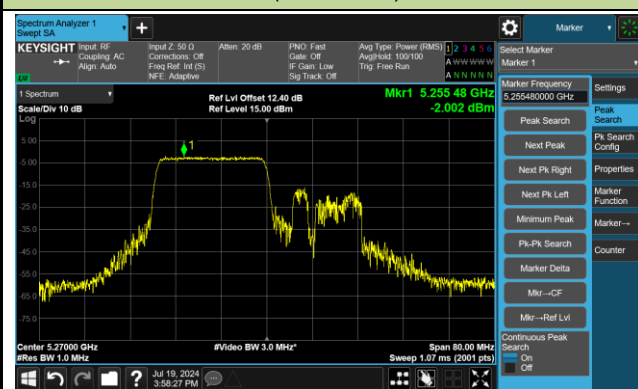 Spectrum Analyzer 1
Swept SA
Marker
KEYSIGHT
Input: RF
Coupling: AC
Align: Auto
Input Z: 50 Ω
Corrections: Off
Freq Ref: Int (S)
NFE: Adaptive
Atten: 20 dB
PNO: Fast
Gate: Off
IF Gain: Low
Sig Track: Off
Avg Type: Power (RMS)
Avg|Hold: 100/100
Trig: Free Run
1 2 3 4 5 6
A W W W W W
A N N N N N
LM
Select Marker
Marker 1
1 Spectrum
Scale/Div 10 dB
Log
Ref Lvl Offset 12.40 dB
Ref Level 15.00 dBm
Mkr1 5.255 48 GHz
-2.002 dBm
Marker Frequency
5.255480000 GHz
Peak Search
Next Peak
Next Pk Right
Next Pk Left
Minimum Peak
Pk-Pk Search
Marker Delta
Mkr→CF
Mkr→Ref Lvl
Continuous Peak
Search
On
Off
Settings
Peak
Search
Pk Search
Config
Properties
Marker
Function
Marker→
Counter
1
5.00
-5.00
-15.0
-25.0
-35.0
-45.0
-55.0
-65.0
-75.0
Center 5.27000 GHz
#Res BW 1.0 MHz
#Video BW 3.0 MHz*
Span 80.00 MHz
Sweep 1.07 ms (2001 pts)
Jul 19, 2024
3:58:27 PM